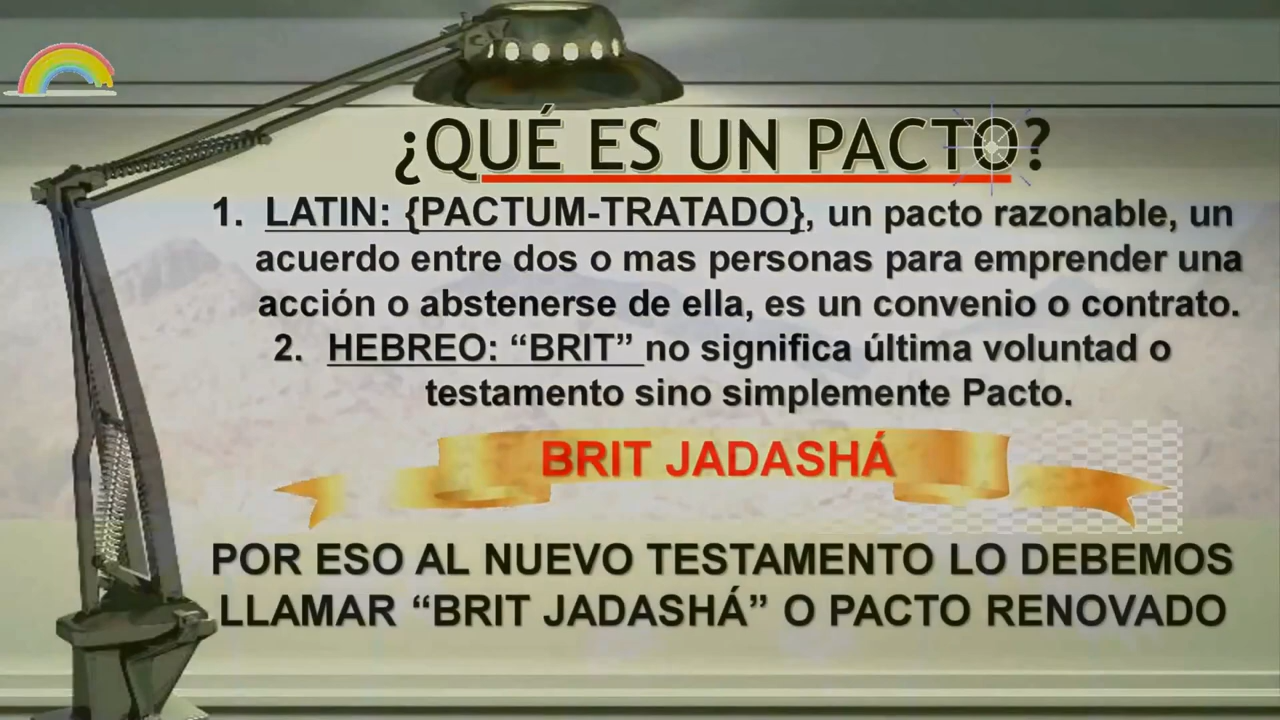 ¿QUÉ ES UN PACTO?
1. LATIN: {PACTUM-TRATADO}, un pacto razonable, un
acuerdo entre dos o mas personas para emprender una
acción o abstenerse de ella, es un convenio o contrato.
2. HEBREO: “BRIT” no significa última voluntad o
testamento sino simplemente Pacto.
BRIT JADASHÁ
POR ESO AL NUEVO TESTAMENTO LO DEBEMOS
LLAMAR “BRIT JADASHÁ” O PACTO RENOVADO